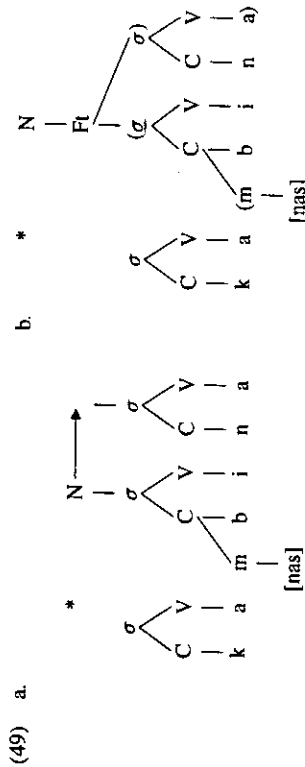 (49) a. * b. * N
N → Ft
σ σ σ σ (σ σ)
C V C V C V C V C V C V
k a b i n a k a b i n a)
m (m
[nas] [nas]